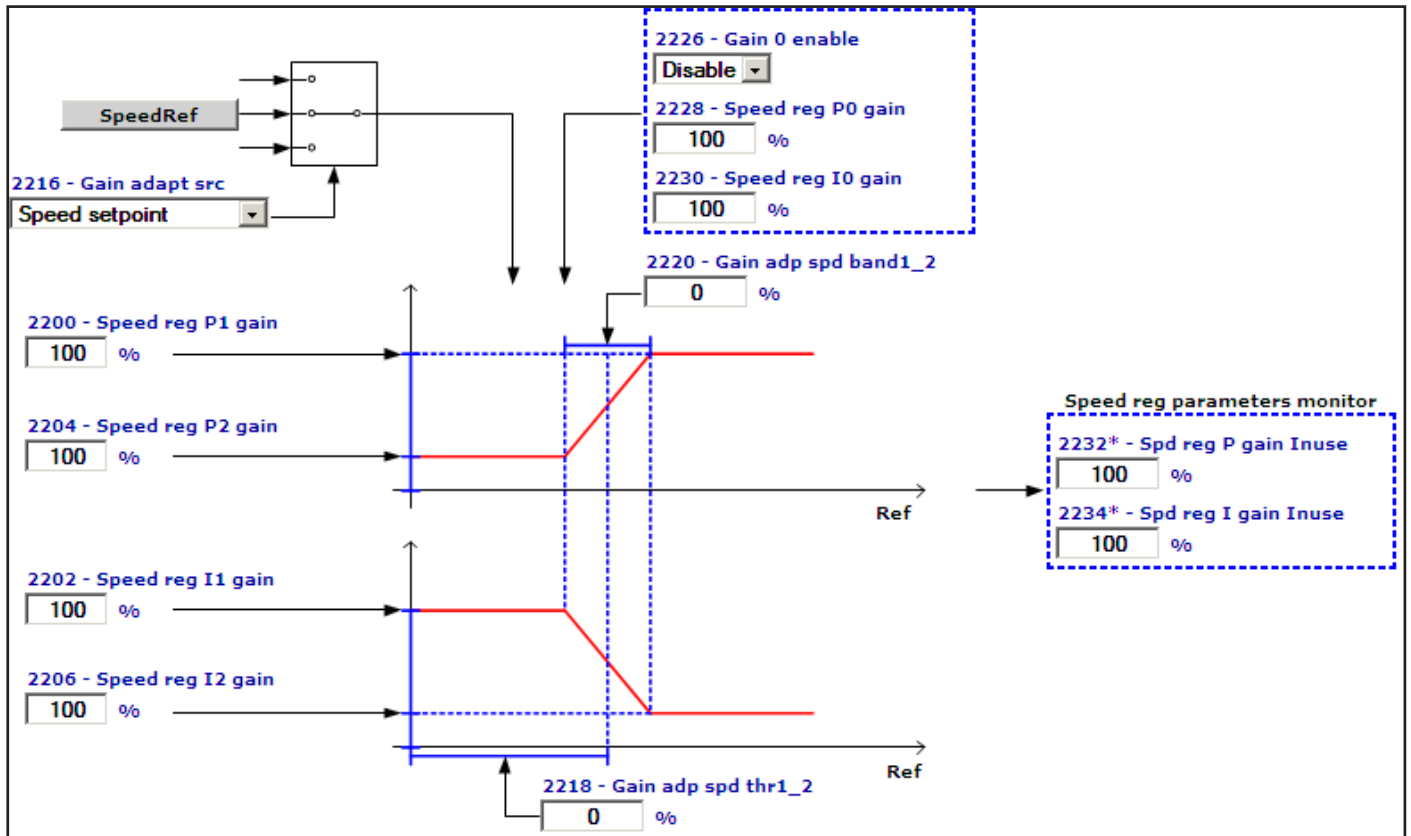 2226 - Gain 0 enable
Disable
2228 - Speed reg P0 gain
100 %
2230 - Speed reg I0 gain
100 %
SpeedRef
2216 - Gain adapt src
Speed setpoint
2220 - Gain adp spd band1_2
0 %
2200 - Speed reg P1 gain
100 %
2204 - Speed reg P2 gain
100 %
Ref
Speed reg parameters monitor
2232* - Spd reg P gain Inuse
100 %
2234* - Spd reg I gain Inuse
100 %
2202 - Speed reg I1 gain
100 %
2206 - Speed reg I2 gain
100 %
Ref
2218 - Gain adp spd thr1_2
0 %